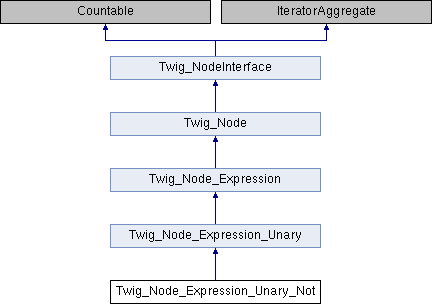 Countable
IteratorAggregate
Twig_NodeInterface
Twig_Node
Twig_Node_Expression
Twig_Node_Expression_Unary
Twig_Node_Expression_Unary_Not